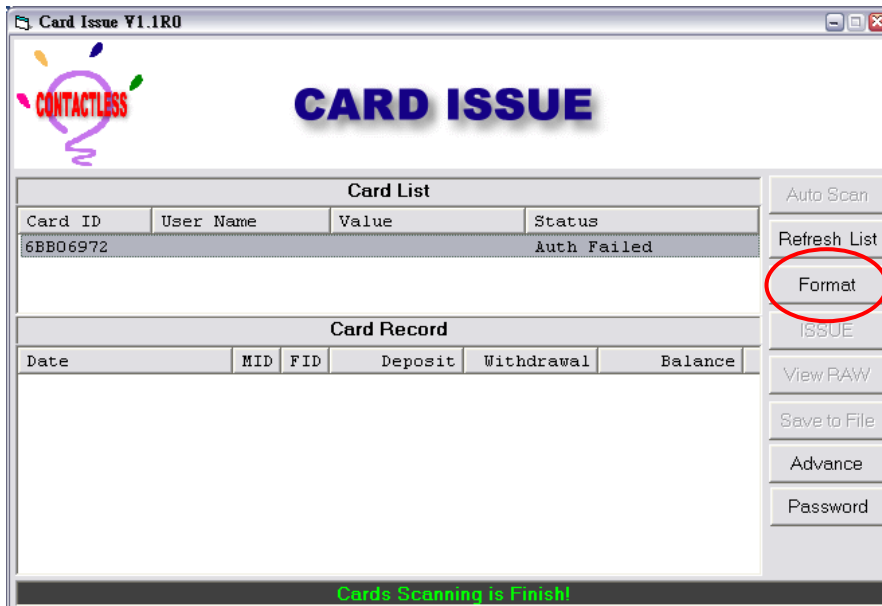 Card Issue V1.1R0
CONTACTLESS
CARD ISSUE
Card List
Card ID User Name Value Status
6BB06972 Auth Failed
Card Record
Date MID FID Deposit Withdrawal Balance
Auto Scan
Refresh List
Format
ISSUE
View RAW
Save to File
Advance
Password
Cards Scanning is Finish!